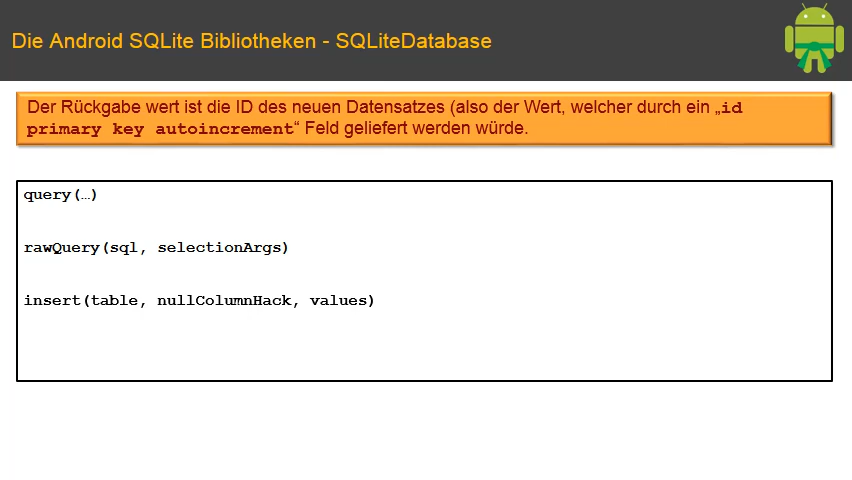 Die Android SQLite Bibliotheken - SQLiteDatabase
Der Rückgabe wert ist die ID des neuen Datensatzes (also der Wert, welcher durch ein „id
primary key autoincrement“ Feld geliefert werden würde.
query(…)
rawQuery(sql, selectionArgs)
insert(table, nullColumnHack, values)